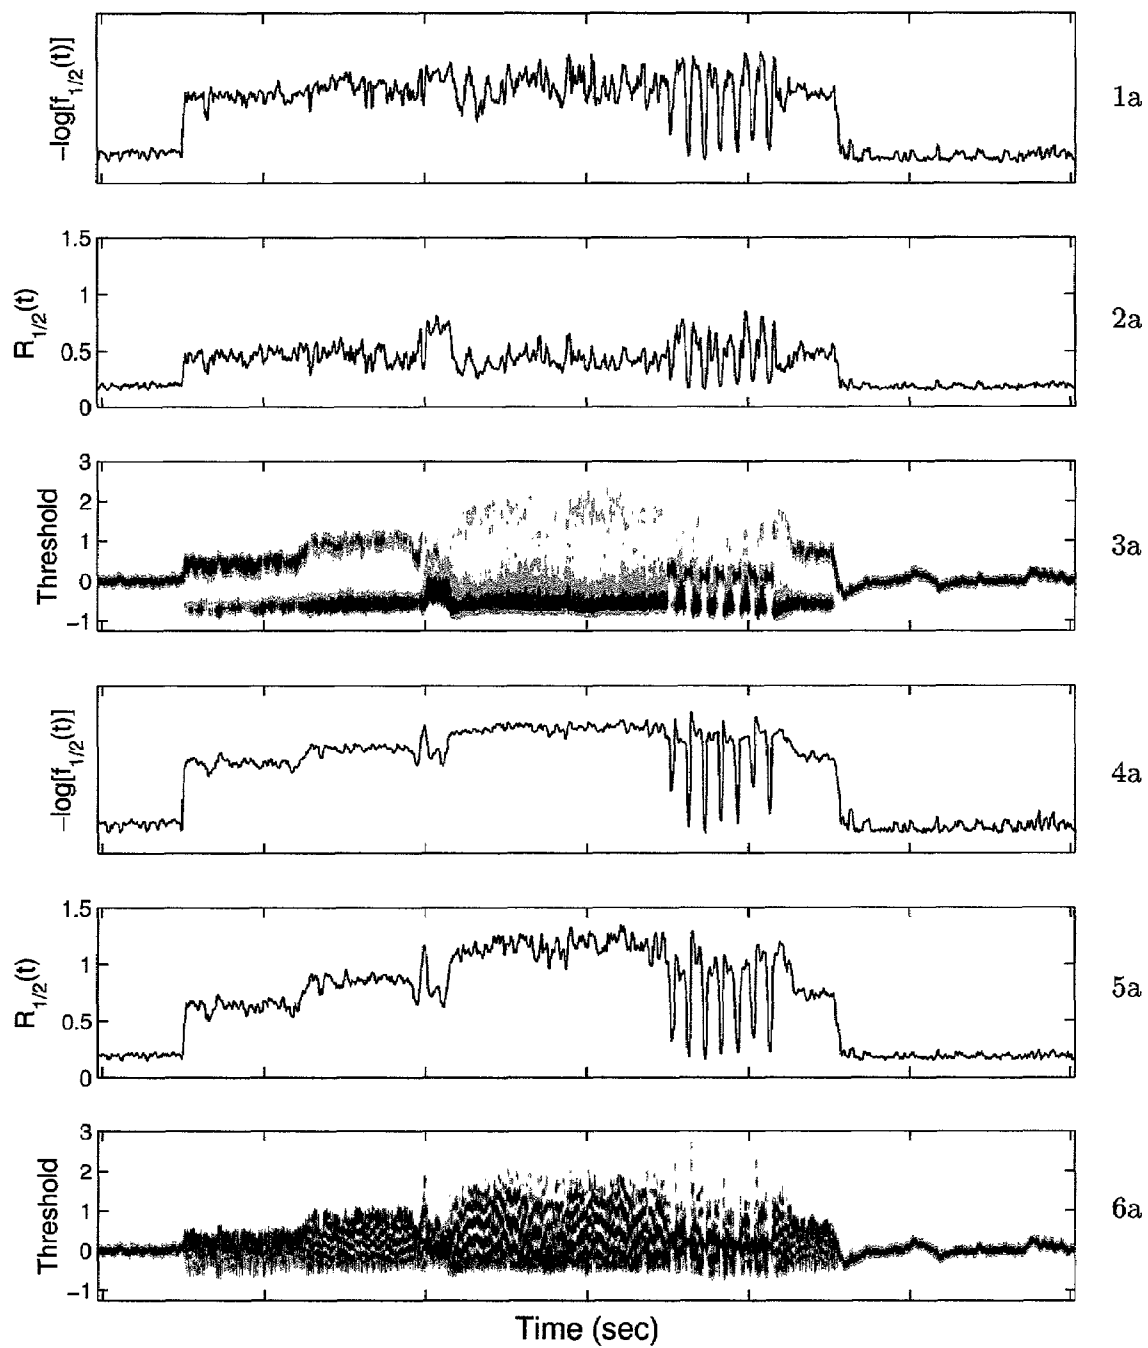 −log[f1/2(t)]
1a
R1/2(t)
1.5
1
0.5
0
2a
Threshold
3
2
1
0
−1
3a
−log[f1/2(t)]
4a
R1/2(t)
1.5
1
0.5
0
5a
Threshold
3
2
1
0
−1
6a
Time (sec)